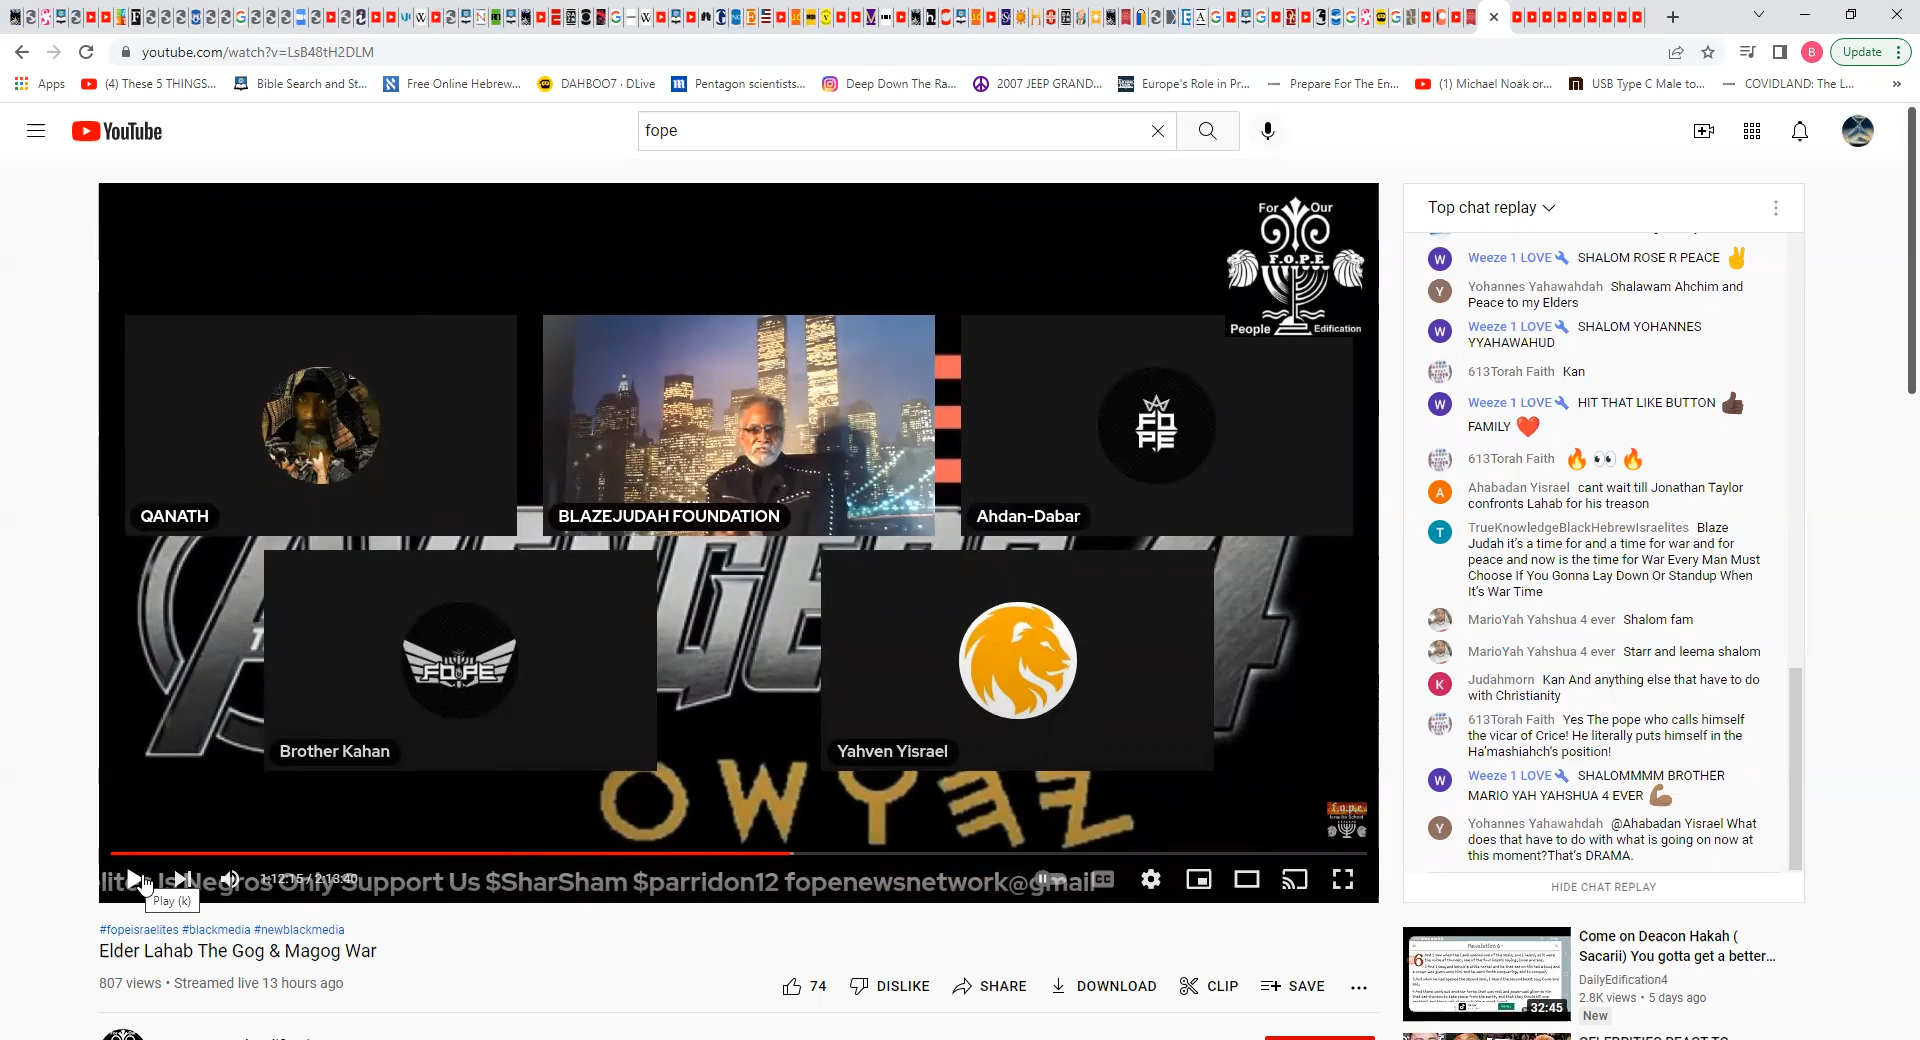 youtube.com/watch?v=LsB48tH2DLM
B
Update
Apps
(4) These 5 THINGS...
Bible Search and St...
Free Online Hebrew...
DAHBOO7 · DLive
Pentagon scientists...
Deep Down The Ra...
2007 JEEP GRAND...
Europe's Role in Pr...
Prepare For The En...
(1) Michael Noak or...
USB Type C Male to...
COVIDLAND: The L...
»
YouTube
fope
For Our
F.O.P.E
People Edification
QANATH
BLAZEJUDAH FOUNDATION
FOPE
Ahdan-Dabar
FOPE
Brother Kahan
Yahven Yisrael
f.o.p.e
1:12:15 / 2:13:40
Negros Only Support Us $SharSham $parridon12 fopenewsnetwork@gmail
CC
Play (k)
#fopeisraelites #blackmedia #newblackmedia
Elder Lahab The Gog & Magog War
807 views • Streamed live 13 hours ago
74
DISLIKE
SHARE
DOWNLOAD
CLIP
SAVE
Top chat replay
W
Weeze 1 LOVE SHALOM ROSE R PEACE ✌
Y
Yohannes Yahawahdah Shalawam Ahchim and
Peace to my Elders
W
Weeze 1 LOVE SHALOM YOHANNES
YYAHAWAHUD
613Torah Faith Kan
W
Weeze 1 LOVE HIT THAT LIKE BUTTON 👍🏿
FAMILY ❤
613Torah Faith 🔥 👀 🔥
A
Ahabadan Yisrael cant wait till Jonathan Taylor
confronts Lahab for his treason
T
TrueKnowledgeBlackHebrewIsraelites Blaze
Judah it's a time for and a time for war and for
peace and now is the time for War Every Man Must
Choose If You Gonna Lay Down Or Standup When
It's War Time
MarioYah Yahshua 4 ever Shalom fam
MarioYah Yahshua 4 ever Starr and leema shalom
K
Judahmorn Kan And anything else that have to do
with Christianity
613Torah Faith Yes The pope who calls himself
the vicar of Crice! He literally puts himself in the
Ha'mashiahch's position!
W
Weeze 1 LOVE SHALOMMMM BROTHER
MARIO YAH YAHSHUA 4 EVER 💪🏽
Y
Yohannes Yahawahdah @Ahabadan Yisrael What
does that have to do with what is going on now at
this moment?That's DRAMA.
HIDE CHAT REPLAY
32:45
Come on Deacon Hakah (
Sacarii) You gotta get a better...
DailyEdification4
2.8K views • 5 days ago
New